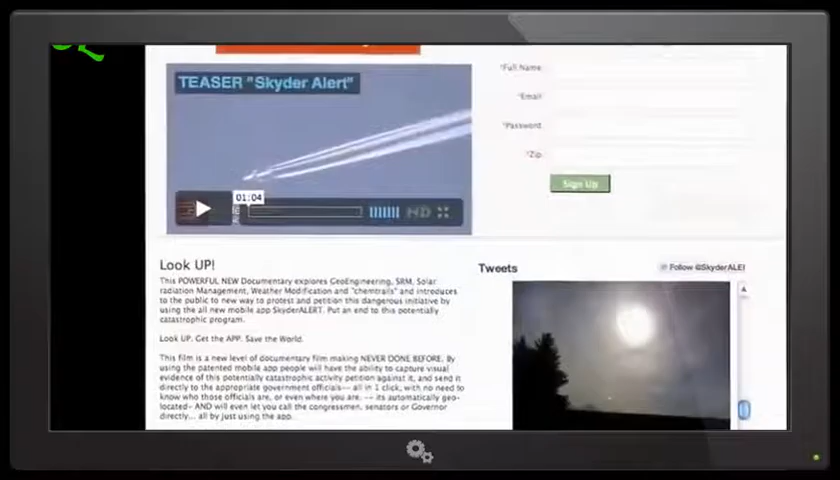 TEASER "Skyder Alert"
01:04
HD
*Full Name
*Email
*Password
*Zip
Sign Up
Look UP!
This POWERFUL NEW Documentary explores GeoEngineering, SRM, Solar
radiation Management, Weather Modification and "chemtrails" and introduces
to the public to new way to protest and petition this dangerous initiative by
using the all new mobile app SkyderALERT. Put an end to this potentially
catastrophic program.
Look UP. Get the APP. Save the World.
This film is a new level of documentary film making NEVER DONE BEFORE. By
using the patented mobile app people will have the ability to capture visual
evidence of this potentially catastrophic activity petition against it, and send it
directly to the appropriate government officials-- all in 1 click, with no need to
know who those officials are, or even where you are, -- its automatically geo-
located- AND will even let you call the congressmen, senators or Governor
directly... all by just using the app.
Tweets
Follow @SkyderALE